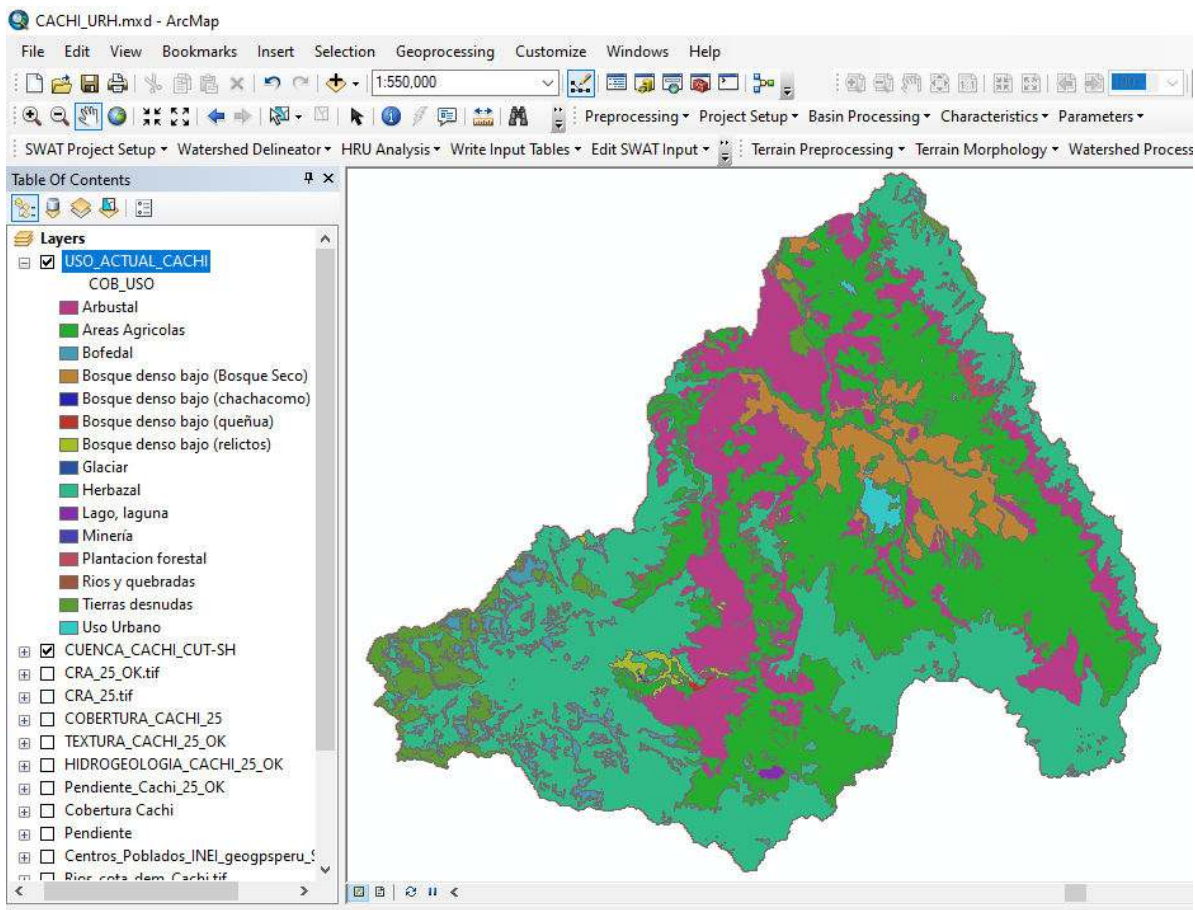 CACHI_URH.mxd - ArcMap
File Edit View Bookmarks Insert Selection Geoprocessing Customize Windows Help
1:550,000
Preprocessing Project Setup Basin Processing Characteristics Parameters
SWAT Project Setup Watershed Delineator HRU Analysis Write Input Tables Edit SWAT Input Terrain Preprocessing Terrain Morphology Watershed Process
Table Of Contents
Layers
USO_ACTUAL_CACHI
COB_USO
Arbustal
Areas Agricolas
Bofedal
Bosque denso bajo (Bosque Seco)
Bosque denso bajo (chachacomo)
Bosque denso bajo (queñua)
Bosque denso bajo (relictos)
Glaciar
Herbazal
Lago, laguna
Minería
Plantacion forestal
Rios y quebradas
Tierras desnudas
Uso Urbano
CUENCA_CACHI_CUT-SH
CRA_25_OK.tif
CRA_25.tif
COBERTURA_CACHI_25
TEXTURA_CACHI_25_OK
HIDROGEOLOGIA_CACHI_25_OK
Pendiente_Cachi_25_OK
Cobertura Cachi
Pendiente
Centros_Poblados_INEI_geogpsperu_
Rios_cota_dem_Cachi.tif